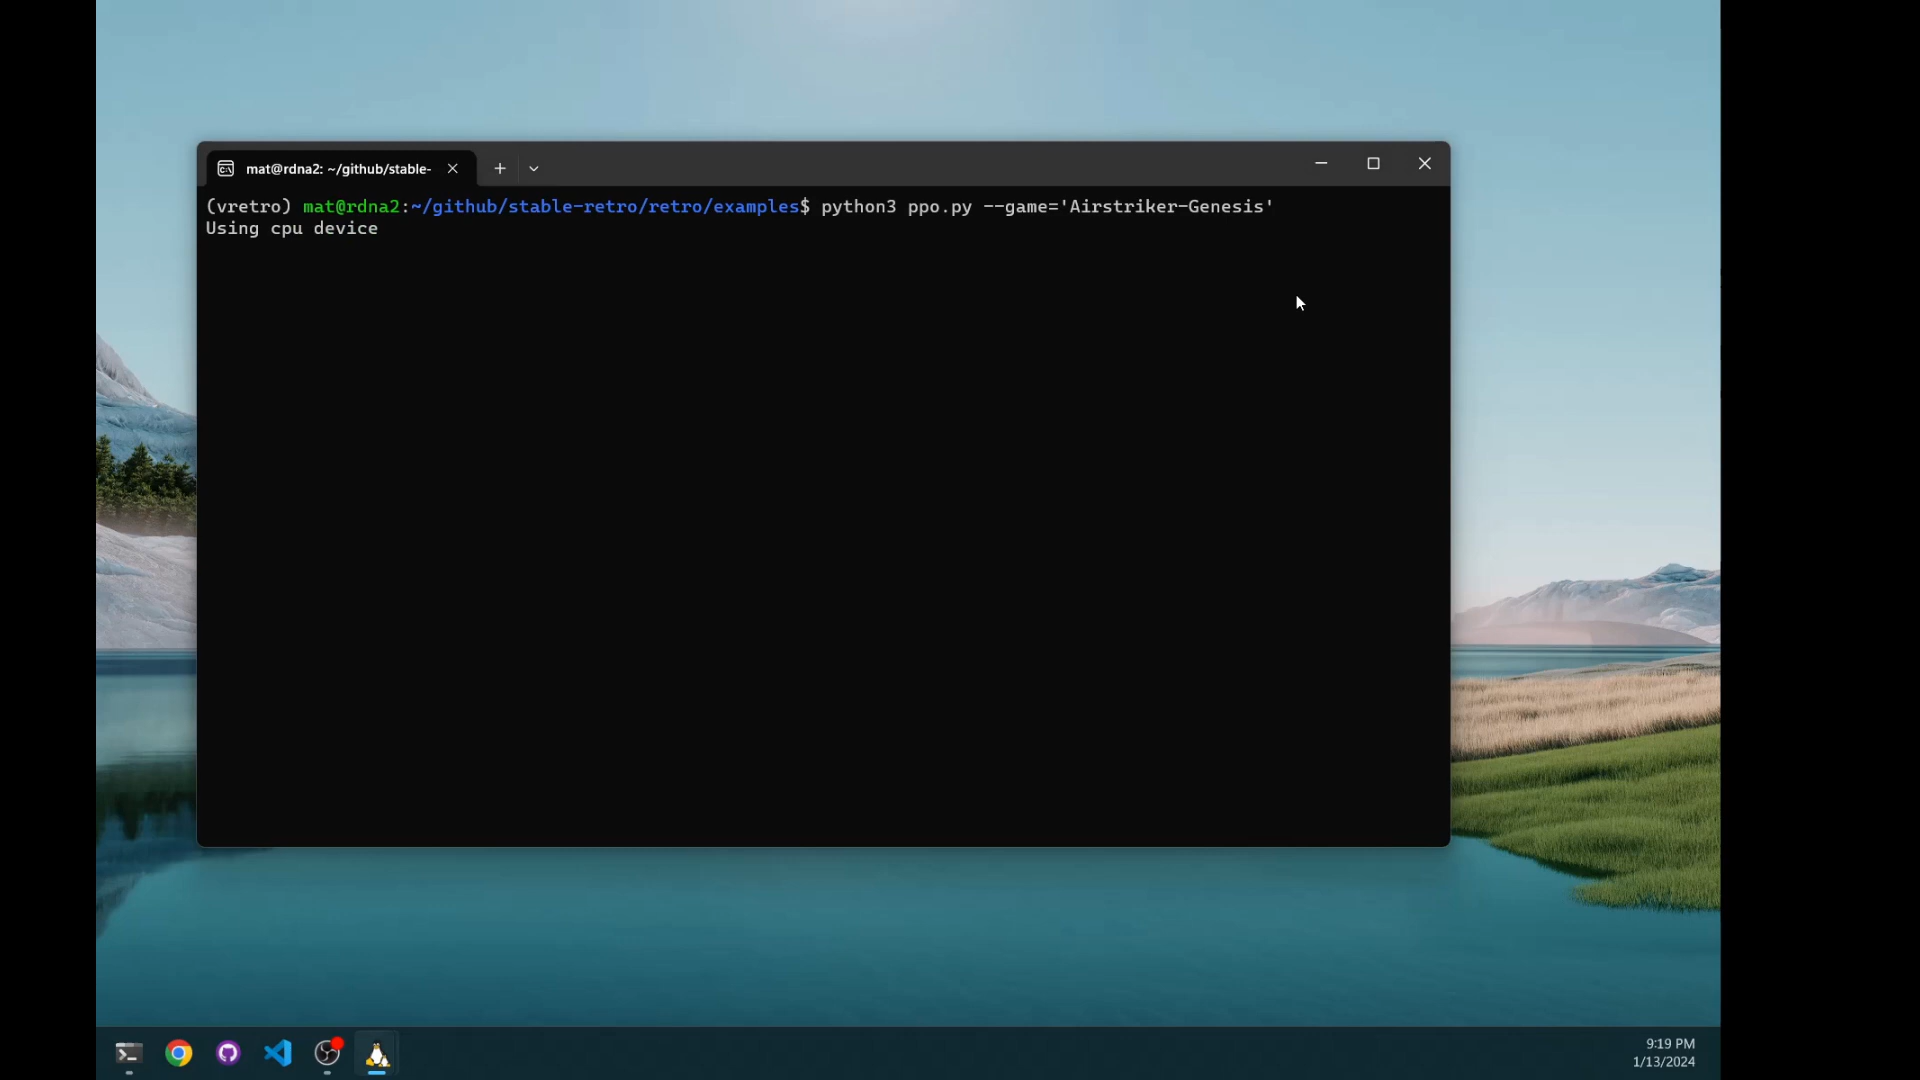 mat@rdna2: ~/github/stable-
(vretro) mat@rdna2:~/github/stable-retro/retro/examples$ python3 ppo.py --game='Airstriker-Genesis'
Using cpu device
9:19 PM
1/13/2024